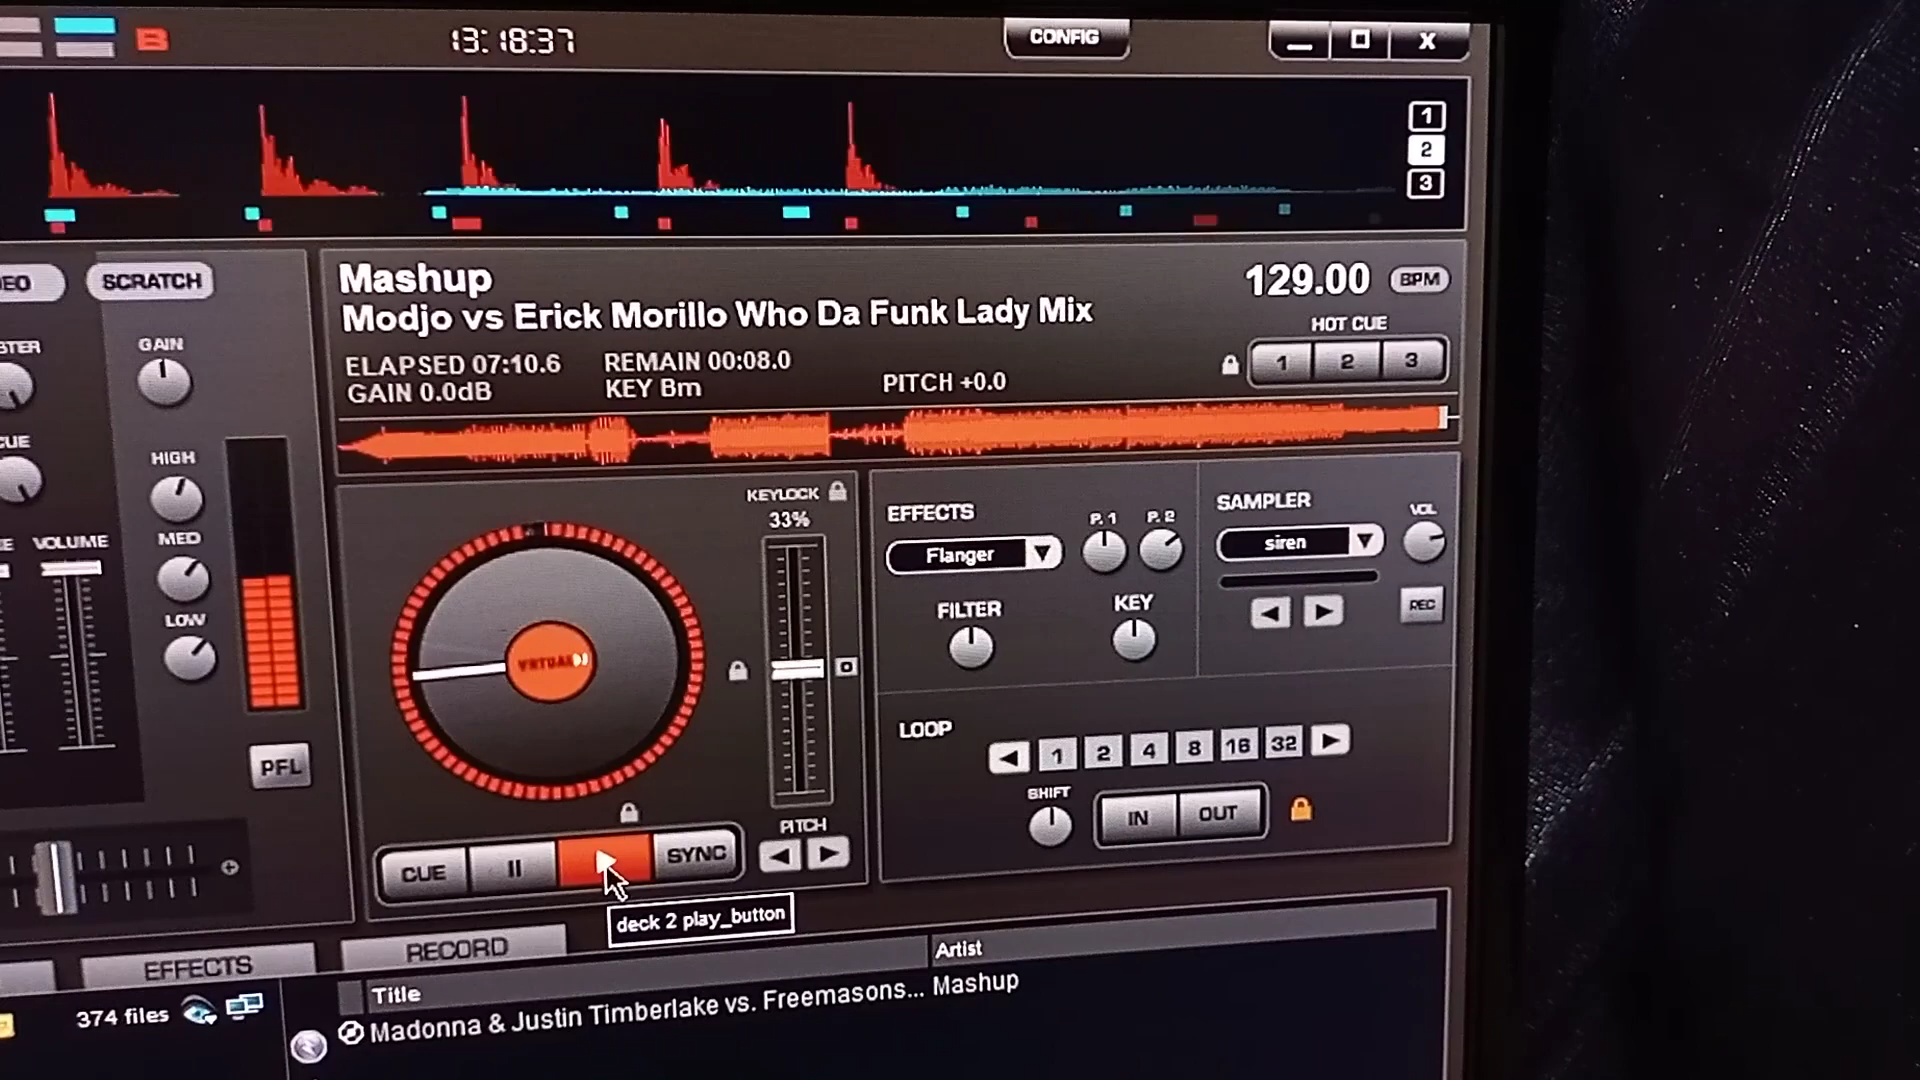 B
13:18:37
CONFIG
X
1
2
3
SCRATCH
Mashup
129.00 BPM
Modjo vs Erick Morillo Who Da Funk Lady Mix
HOT CUE
1 2 3
ELAPSED 07:10.6 REMAIN 00:08.0
GAIN 0.0dB KEY Bm PITCH +0.0
GAIN
HIGH
MED
LOW
VOLUME
PFL
KEYLOCK
33%
VIRTUALDJ
EFFECTS
P. 1 P. 2
Flanger
FILTER KEY
SAMPLER
VOL
siren
REC
LOOP
1 2 4 8 16 32
SHIFT
IN OUT
PITCH
CUE SYNC
deck 2 play_button
EFFECTS RECORD
374 files
Title Artist
Madonna & Justin Timberlake vs. Freemasons... Mashup